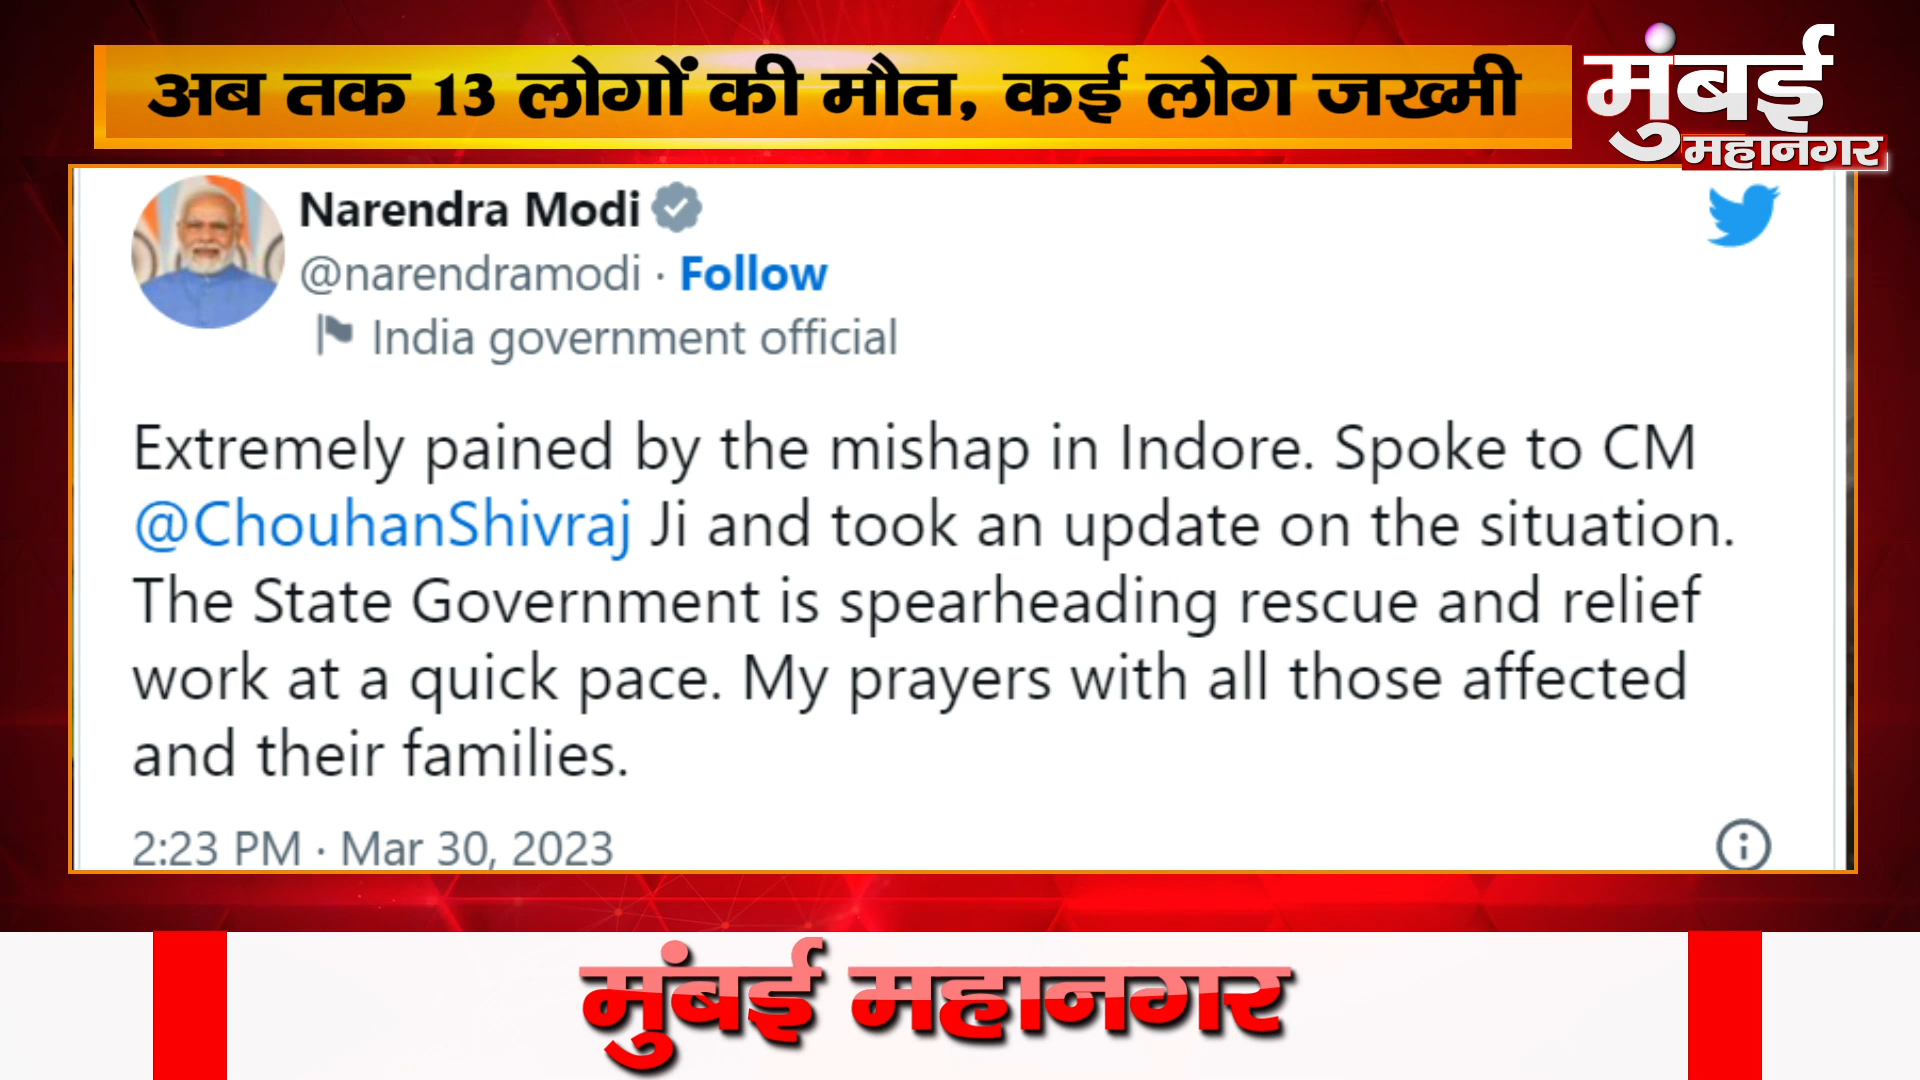 अब तक 13 लोगों की मौत, कई लोग जख्मी
मुंबई
महानगर
Narendra Modi
@narendramodi · Follow
India government official
Extremely pained by the mishap in Indore. Spoke to CM
@ChouhanShivraj Ji and took an update on the situation.
The State Government is spearheading rescue and relief
work at a quick pace. My prayers with all those affected
and their families.
2:23 PM · Mar 30, 2023
मुंबई महानगर